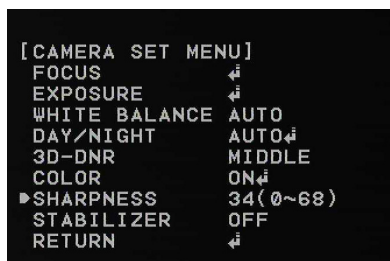 [CAMERA SET MENU]
FOCUS ↲
EXPOSURE ↲
WHITE BALANCE AUTO
DAY/NIGHT AUTO↲
3D-DNR MIDDLE
COLOR ON↲
SHARPNESS 34(0~68)
STABILIZER OFF
RETURN ↲